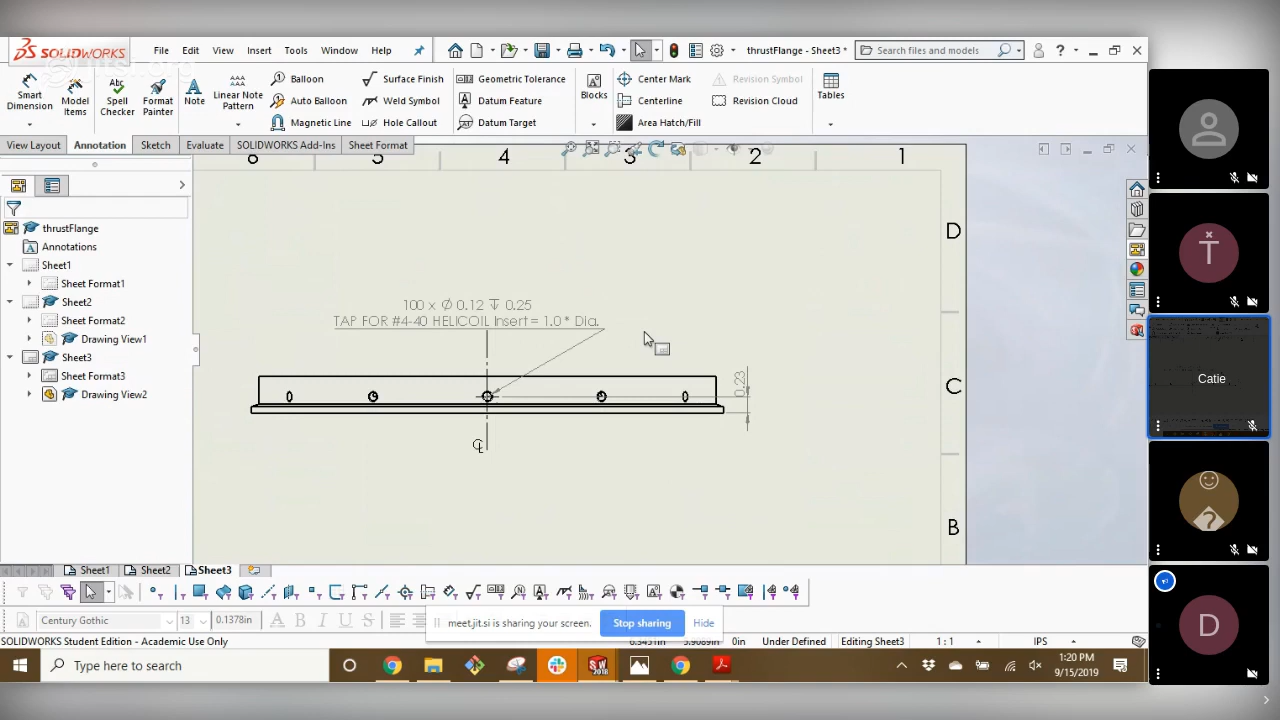 SOLIDWORKS
File Edit View Insert Tools Window Help
thrustFlange - Sheet3 *
Search files and models
Smart Dimension
Model Items
Spell Checker
Format Painter
Note
Linear Note Pattern
Balloon
Auto Balloon
Magnetic Line
Surface Finish
Weld Symbol
Hole Callout
Geometric Tolerance
Datum Feature
Datum Target
Blocks
Center Mark
Centerline
Area Hatch/Fill
Revision Symbol
Revision Cloud
Tables
View Layout Annotation Sketch Evaluate SOLIDWORKS Add-Ins Sheet Format
6 5 4 3 2 1
thrustFlange
Annotations
Sheet1
Sheet Format1
Sheet2
Sheet Format2
Drawing View1
Sheet3
Sheet Format3
Drawing View2
D
C
B
100 x Ø 0.12 ↧ 0.25
TAP FOR #4-40 HELICOIL Insert = 1.0 * Dia.
0.23
℄
Sheet1 Sheet2 Sheet3
Century Gothic 13 0.1378in
meet.jit.si is sharing your screen. Stop sharing Hide
SOLIDWORKS Student Edition - Academic Use Only
0in Under Defined Editing Sheet3 1 : 1 IPS
Type here to search
1:20 PM
9/15/2019
Ť
Catie
D